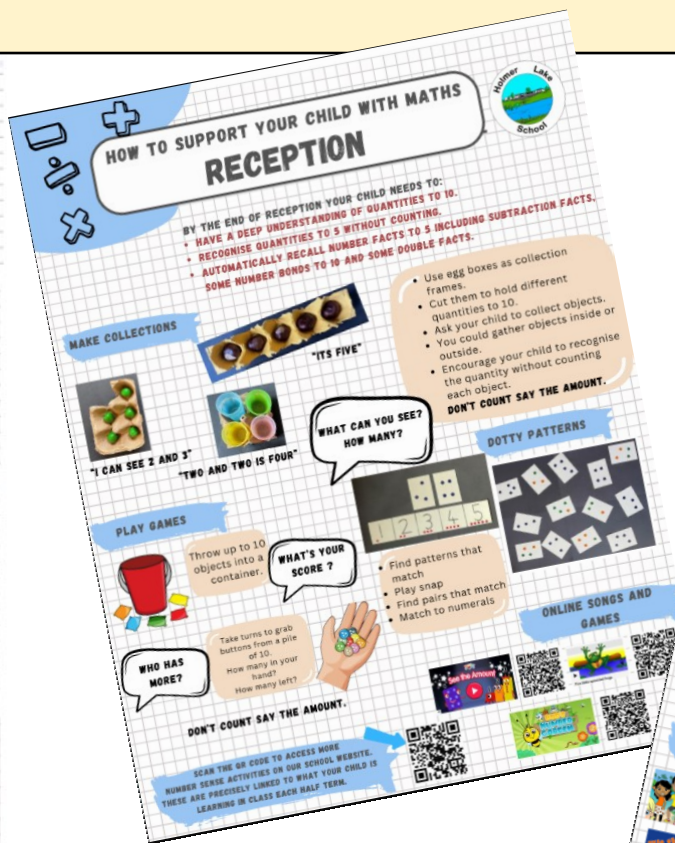 Holmer Lake
School
HOW TO SUPPORT YOUR CHILD WITH MATHS
RECEPTION
BY THE END OF RECEPTION YOUR CHILD NEEDS TO:
• HAVE A DEEP UNDERSTANDING OF QUANTITIES TO 10.
• RECOGNISE QUANTITIES TO 5 WITHOUT COUNTING.
• AUTOMATICALLY RECALL NUMBER FACTS TO 5 INCLUDING SUBTRACTION FACTS.
SOME NUMBER BONDS TO 10 AND SOME DOUBLE FACTS.
MAKE COLLECTIONS
"ITS FIVE"
"I CAN SEE 2 AND 3"
"TWO AND TWO IS FOUR"
• Use egg boxes as collection
frames.
• Cut them to hold different
quantities to 10.
• Ask your child to collect objects.
• You could gather objects inside or
outside.
• Encourage your child to recognise
the quantity without counting
each object.
DON'T COUNT SAY THE AMOUNT.
WHAT CAN YOU SEE?
HOW MANY?
DOTTY PATTERNS
1 2 3 4 5
• Find patterns that
match
• Play snap
• Find pairs that match
• Match to numerals
PLAY GAMES
Throw up to 10
objects into a
container.
WHAT'S YOUR
SCORE ?
WHO HAS
MORE?
Take turns to grab
buttons from a pile
of 10.
How many in your
hand?
How many left?
DON'T COUNT SAY THE AMOUNT.
ONLINE SONGS AND
GAMES
See the Amount
SCAN THE QR CODE TO ACCESS MORE
NUMBER SENSE ACTIVITIES ON OUR SCHOOL WEBSITE.
THESE ARE PRECISELY LINKED TO WHAT YOUR CHILD IS
LEARNING IN CLASS EACH HALF TERM.